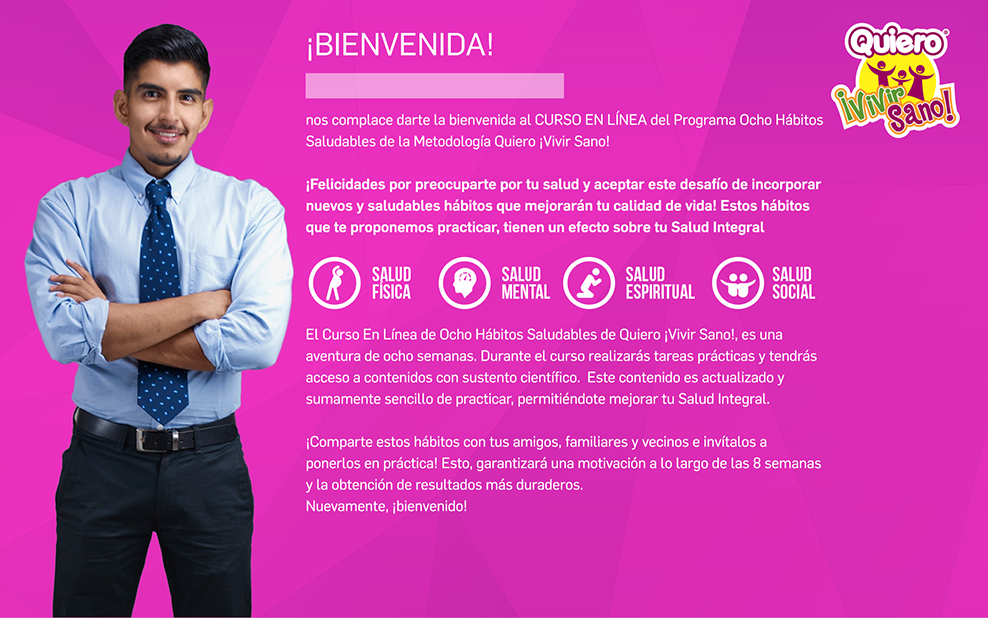 ¡BIENVENIDA!
Quiero
¡Vivir
Sano!
nos complace darte la bienvenida al CURSO EN LÍNEA del Programa Ocho Hábitos
Saludables de la Metodología Quiero ¡Vivir Sano!
¡Felicidades por preocuparte por tu salud y aceptar este desafío de incorporar
nuevos y saludables hábitos que mejorarán tu calidad de vida! Estos hábitos
que te proponemos practicar, tienen un efecto sobre tu Salud Integral
SALUD
FÍSICA
SALUD
MENTAL
SALUD
ESPIRITUAL
SALUD
SOCIAL
El Curso En Línea de Ocho Hábitos Saludables de Quiero ¡Vivir Sano!, es una
aventura de ocho semanas. Durante el curso realizarás tareas prácticas y tendrás
acceso a contenidos con sustento científico.  Este contenido es actualizado y
sumamente sencillo de practicar, permitiéndote mejorar tu Salud Integral.
¡Comparte estos hábitos con tus amigos, familiares y vecinos e invítalos a
ponerlos en práctica! Esto, garantizará una motivación a lo largo de las 8 semanas
y la obtención de resultados más duraderos.
Nuevamente, ¡bienvenido!